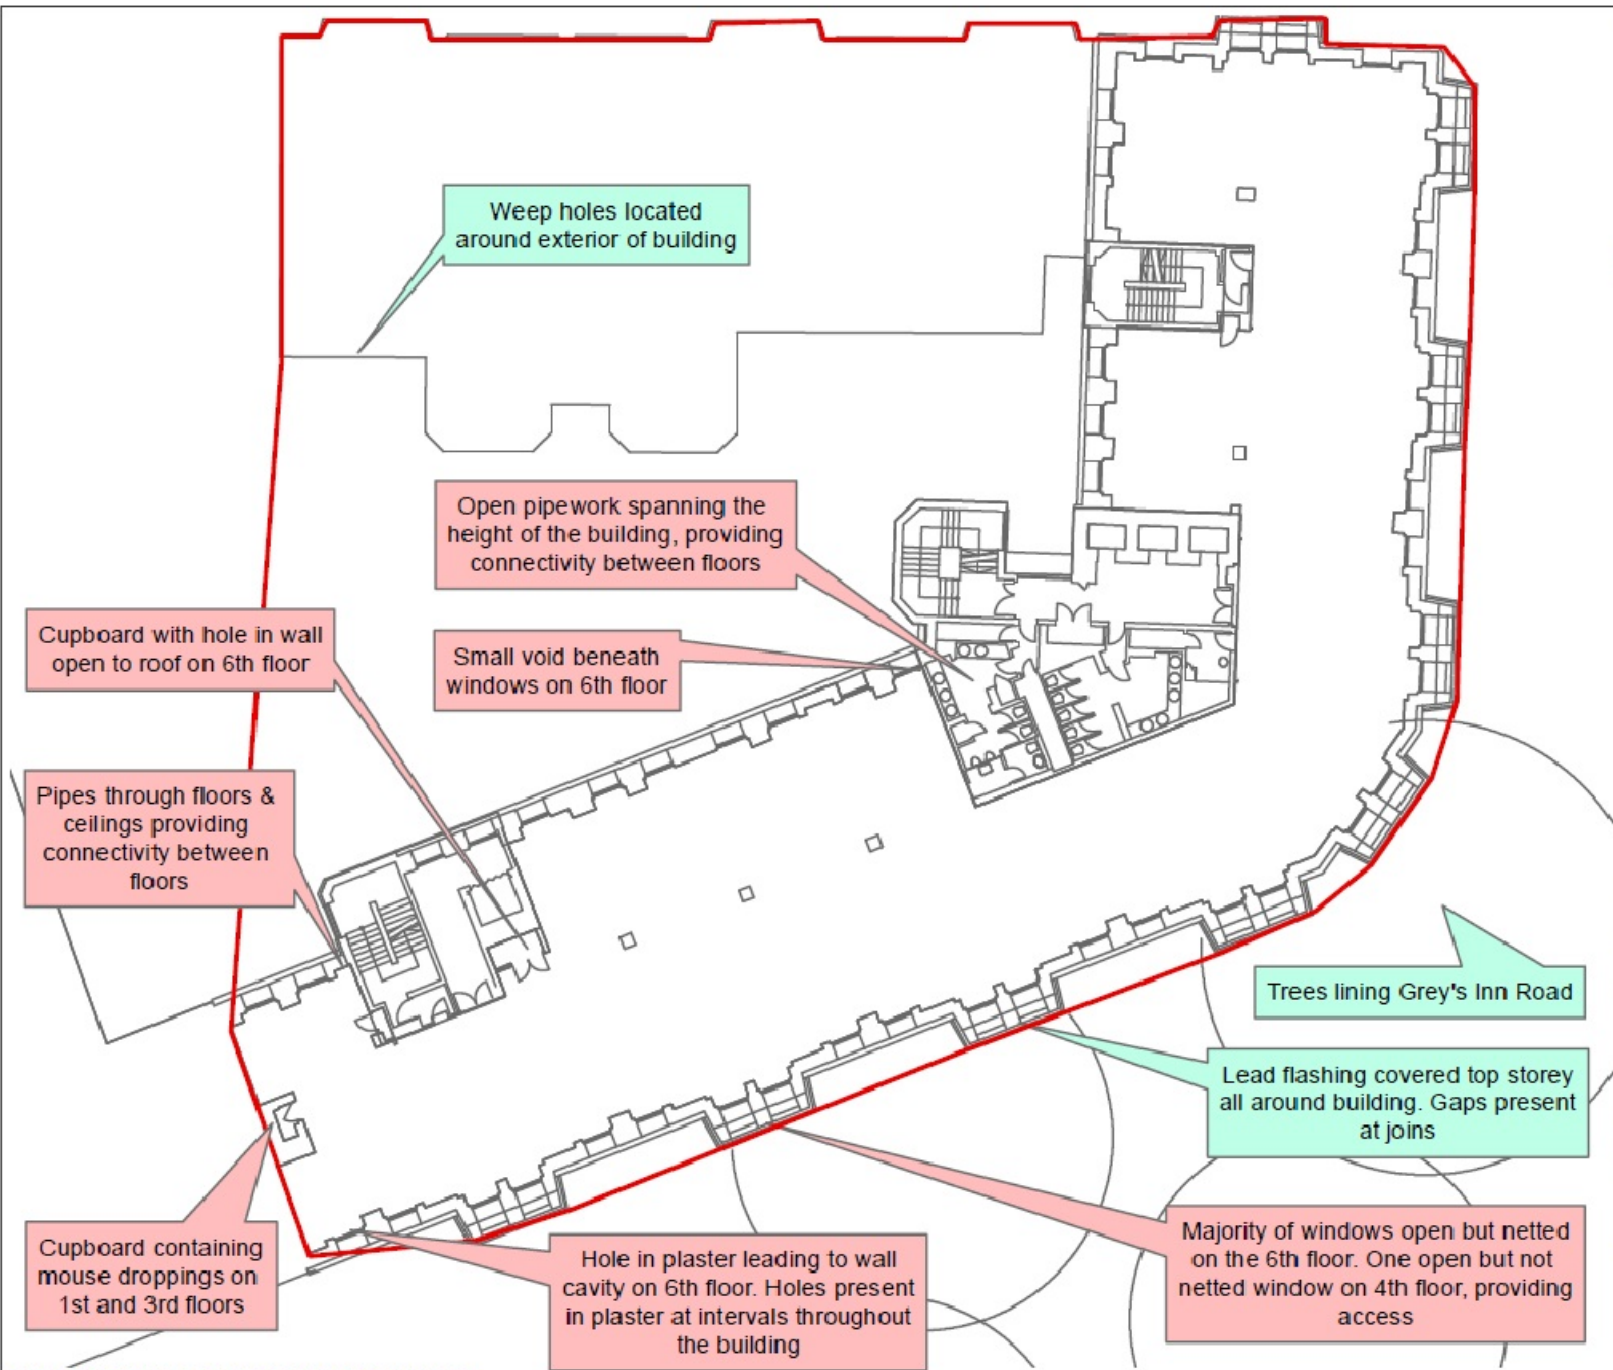 Weep holes located
around exterior of building
Open pipework spanning the
height of the building, providing
connectivity between floors
Cupboard with hole in wall
open to roof on 6th floor
Small void beneath
windows on 6th floor
Pipes through floors &
ceilings providing
connectivity between
floors
Trees lining Grey's Inn Road
Lead flashing covered top storey
all around building. Gaps present
at joins
Cupboard containing
mouse droppings on
1st and 3rd floors
Hole in plaster leading to wall
cavity on 6th floor. Holes present
in plaster at intervals throughout
the building
Majority of windows open but netted
on the 6th floor. One open but not
netted window on 4th floor, providing
access